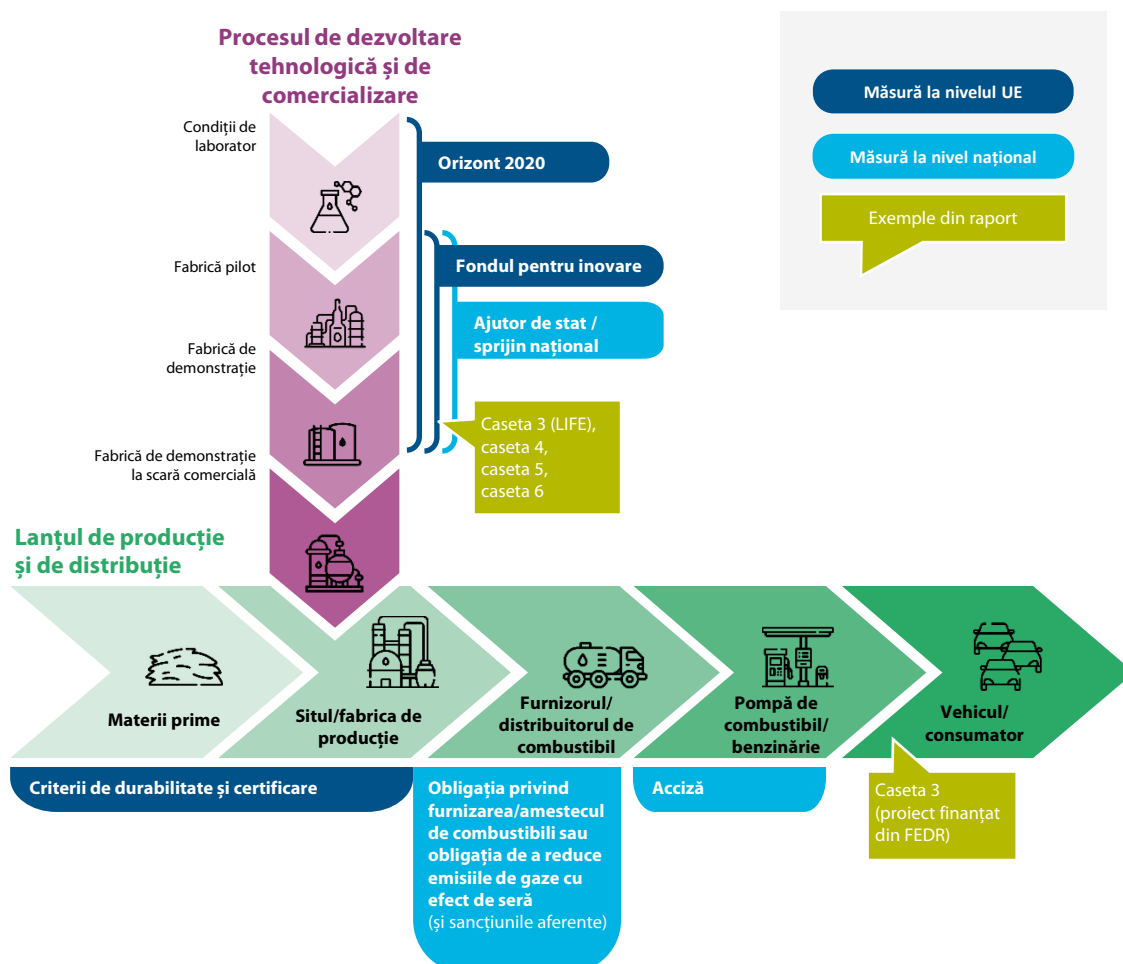 Procesul de dezvoltare
tehnologică și de
comercializare
Condiții de
laborator
Fabrică pilot
Fabrică de
demonstrație
Fabrică de demonstrație
la scară comercială
Orizont 2020
Fondul pentru inovare
Ajutor de stat /
sprijin național
Caseta 3 (LIFE),
caseta 4,
caseta 5,
caseta 6
Măsură la nivelul UE
Măsură la nivel național
Exemple din raport
Lanțul de producție
și de distribuție
Materii prime
Situl/fabrica de
producție
Furnizorul/
distribuitorul de
combustibil
Pompă de
combustibil/
benzinărie
Vehicul/
consumator
Criterii de durabilitate și certificare
Obligația privind
furnizarea/amestecul
de combustibili sau
obligația de a reduce
emisiile de gaze cu
efect de seră
(și sancțiunile aferente)
Acciză
Caseta 3
(proiect finanțat
din FEDR)